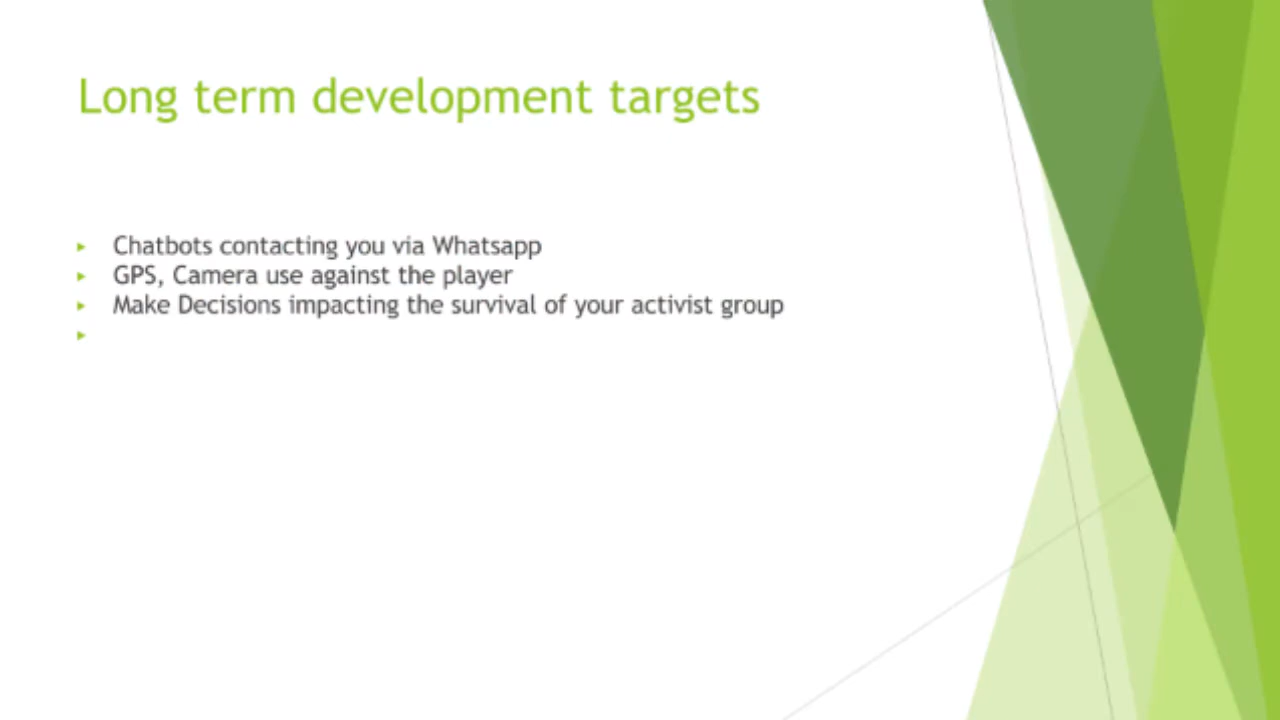 Long term development targets
Chatbots contacting you via Whatsapp
GPS, Camera use against the player
Make Decisions impacting the survival of your activist group